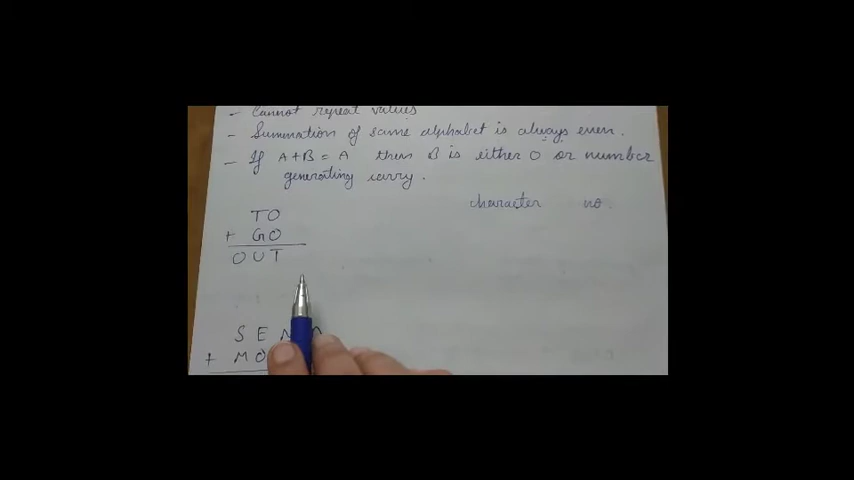 - Cannot repeat values
- Summation of same alphabet is always even.
- If A+B = A then B is either 0 or number
generating carry.
character no.
TO
+ GO
OUT
S E N
+ M O